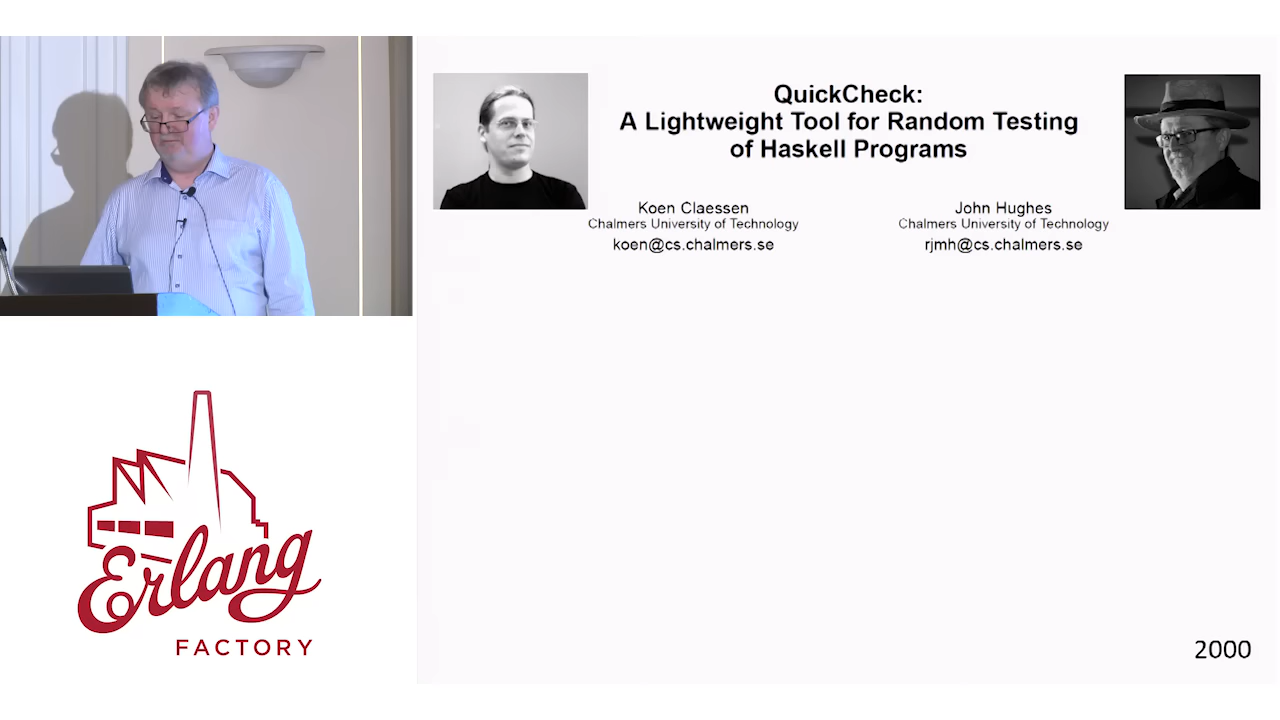 QuickCheck:
A Lightweight Tool for Random Testing
of Haskell Programs
Koen Claessen
Chalmers University of Technology
koen@cs.chalmers.se
John Hughes
Chalmers University of Technology
rjmh@cs.chalmers.se
Erlang
FACTORY
2000